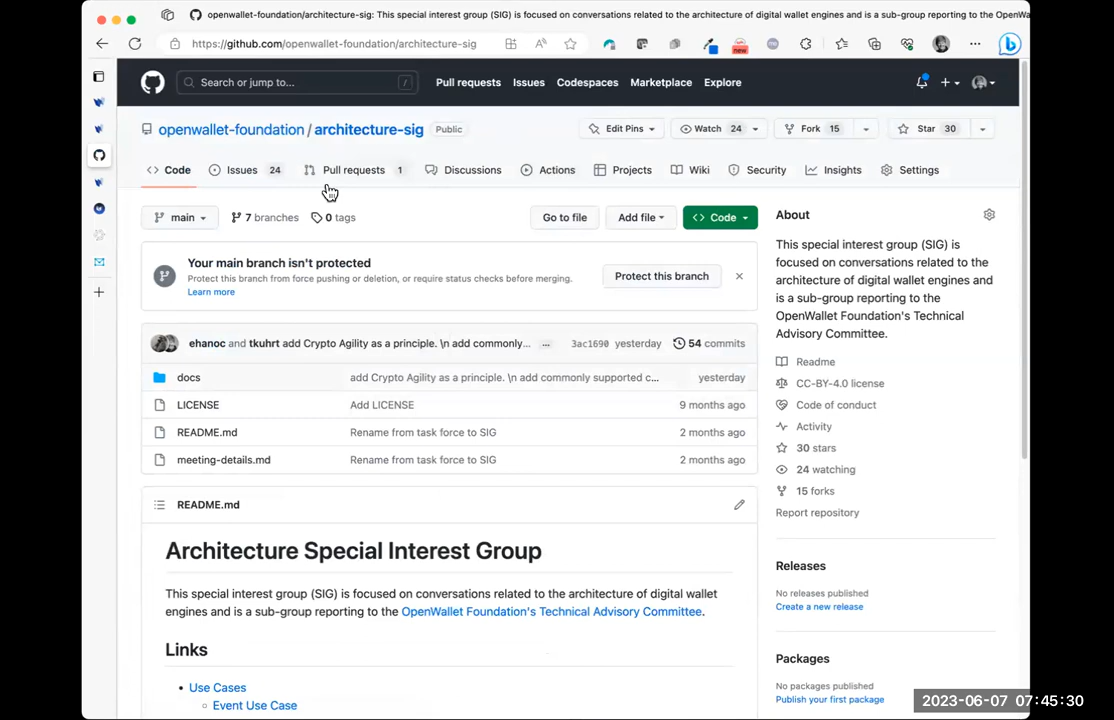 openwallet-foundation/architecture-sig: This special interest group (SIG) is focused on conversations related to the architecture of digital wallet engines and is a sub-group reporting to the OpenWa
https://github.com/openwallet-foundation/architecture-sig
new
Search or jump to...
/
Pull requests
Issues
Codespaces
Marketplace
Explore
openwallet-foundation / architecture-sig
Public
Edit Pins
Watch 24
Fork 15
Star 30
Code
Issues 24
Pull requests 1
Discussions
Actions
Projects
Wiki
Security
Insights
Settings
main
7 branches
0 tags
Go to file
Add file
Code
Your main branch isn't protected
Protect this branch from force pushing or deletion, or require status checks before merging.
Learn more
Protect this branch
ehanoc and tkuhrt add Crypto Agility as a principle. \n add commonly... ... 3ac1690 yesterday 54 commits
docs add Crypto Agility as a principle. \n add commonly supported c... yesterday
LICENSE Add LICENSE 9 months ago
README.md Rename from task force to SIG 2 months ago
meeting-details.md Rename from task force to SIG 2 months ago
README.md
Architecture Special Interest Group
This special interest group (SIG) is focused on conversations related to the architecture of digital wallet
engines and is a sub-group reporting to the OpenWallet Foundation's Technical Advisory Committee.
Links
Use Cases
Event Use Case
About
This special interest group (SIG) is
focused on conversations related to the
architecture of digital wallet engines and
is a sub-group reporting to the
OpenWallet Foundation's Technical
Advisory Committee.
Readme
CC-BY-4.0 license
Code of conduct
Activity
30 stars
24 watching
15 forks
Report repository
Releases
No releases published
Create a new release
Packages
No packages published
Publish your first package
2023-06-07 07:45:30